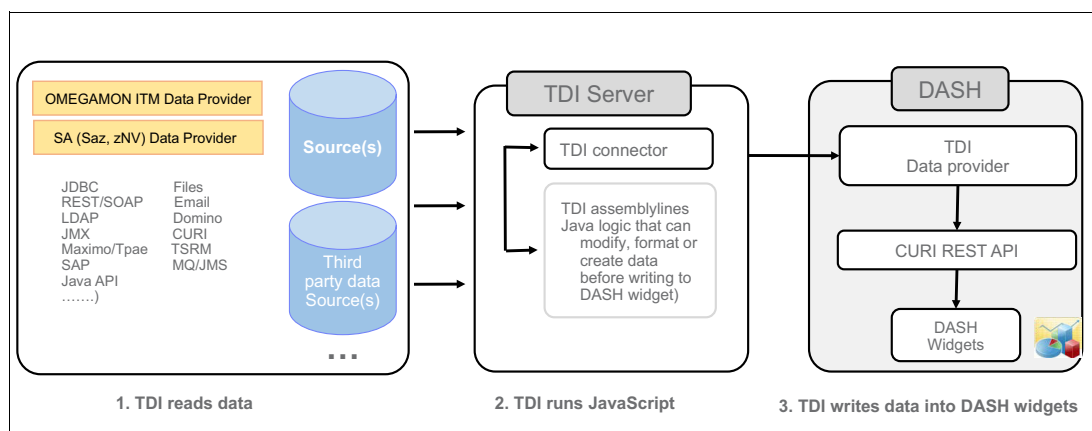 OMEGAMON ITM Data Provider
SA (Saz, zNV) Data Provider
JDBC
REST/SOAP
LDAP
JMX
Maximo/Tpae
SAP
Java API
.......)
Files
Email
Domino
CURI
TSRM
MQ/JMS
Source(s)
Third
party data
Source(s)
...
1. TDI reads data
TDI Server
TDI connector
TDI assemblylines
Java logic that can
modify, format or
create data
before writing to
DASH widget)
2. TDI runs JavaScript
DASH
TDI
Data provider
CURI REST API
DASH
Widgets
3. TDI writes data into DASH widgets